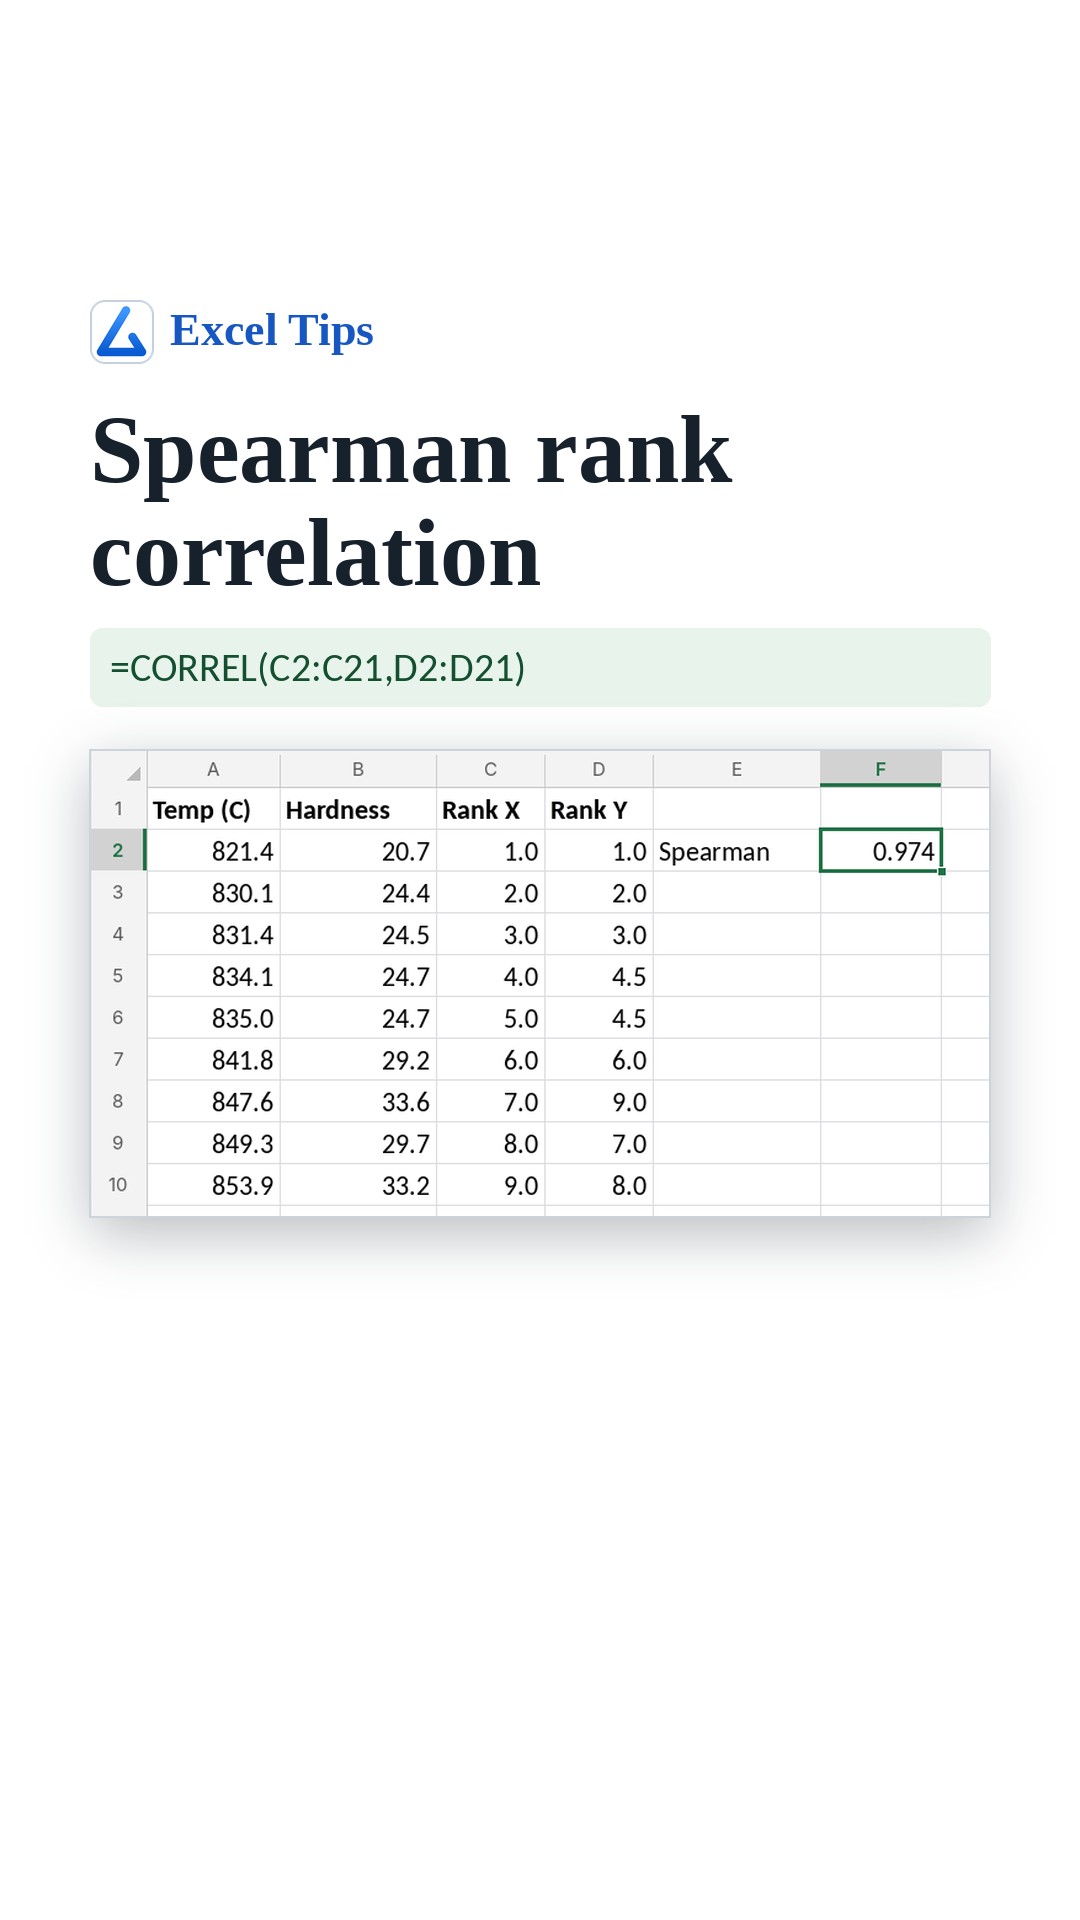 Excel Tips
Spearman rank
correlation
=CORREL(C2:C21,D2:D21)
A B C D E F
1 Temp (C) Hardness Rank X Rank Y
2 821.4 20.7 1.0 1.0 Spearman 0.974
3 830.1 24.4 2.0 2.0
4 831.4 24.5 3.0 3.0
5 834.1 24.7 4.0 4.5
6 835.0 24.7 5.0 4.5
7 841.8 29.2 6.0 6.0
8 847.6 33.6 7.0 9.0
9 849.3 29.7 8.0 7.0
10 853.9 33.2 9.0 8.0